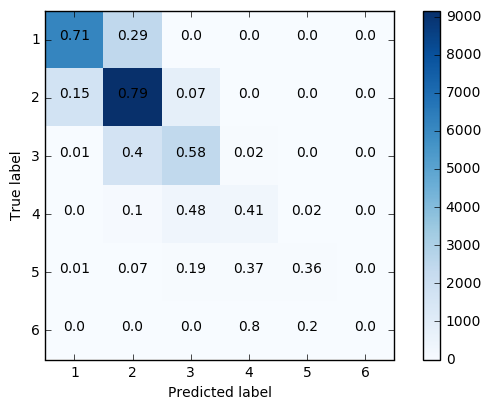 1 0.71 0.29 0.0 0.0 0.0 0.0
2 0.15 0.79 0.07 0.0 0.0 0.0
3 0.01 0.4 0.58 0.02 0.0 0.0
4 0.0 0.1 0.48 0.41 0.02 0.0
5 0.01 0.07 0.19 0.37 0.36 0.0
6 0.0 0.0 0.0 0.8 0.2 0.0
1 2 3 4 5 6
True label
Predicted label
9000
8000
7000
6000
5000
4000
3000
2000
1000
0